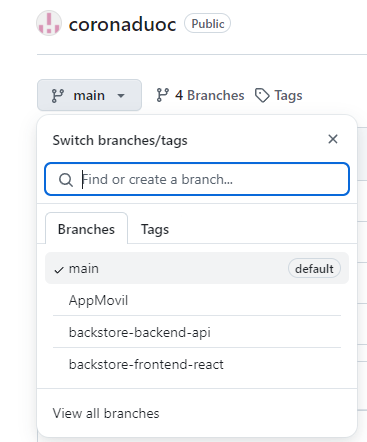 coronaduoc Public
main 4 Branches Tags
Switch branches/tags
Find or create a branch...
Branches Tags
main default
AppMovil
backstore-backend-api
backstore-frontend-react
View all branches